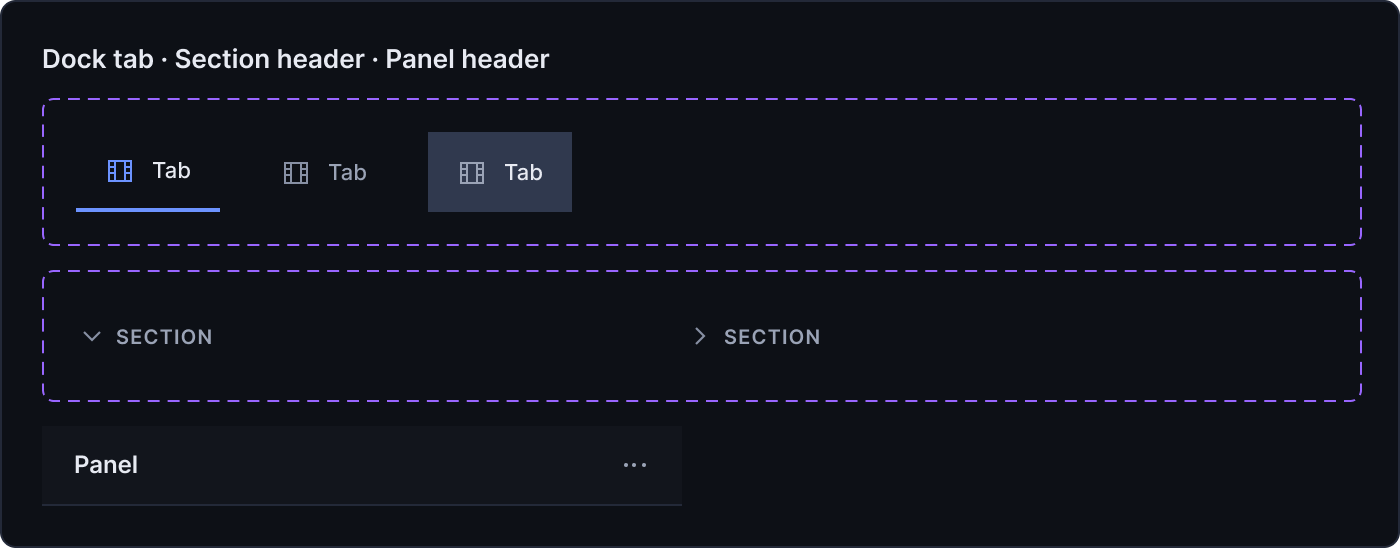 Dock tab · Section header · Panel header
Tab Tab Tab
SECTION SECTION
Panel